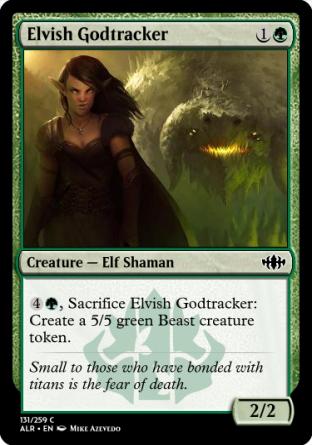 Elvish Godtracker 1
Creature — Elf Shaman
4, Sacrifice Elvish Godtracker:
Create a 5/5 green Beast creature
token.
Small to those who have bonded with
titans is the fear of death.
2/2
131/259 C
ALR • EN Mike Azevedo